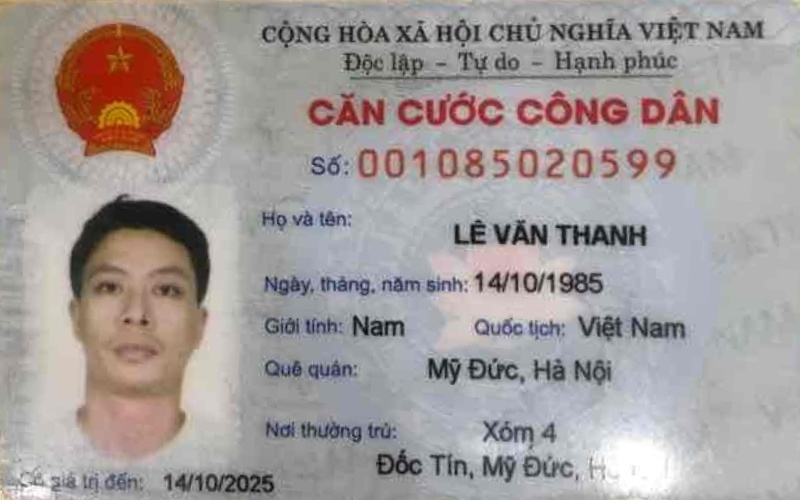 CỘNG HÒA XÃ HỘI CHỦ NGHĨA VIỆT NAM
Độc lập - Tự do - Hạnh phúc
CĂN CƯỚC CÔNG DÂN
Số: 001085020599
Họ và tên:
LÊ VĂN THANH
Ngày, tháng, năm sinh: 14/10/1985
Giới tính: Nam Quốc tịch: Việt Nam
Quê quán: Mỹ Đức, Hà Nội
Nơi thường trú: Xóm 4
Đốc Tín, Mỹ Đức,
Có giá trị đến: 14/10/2025